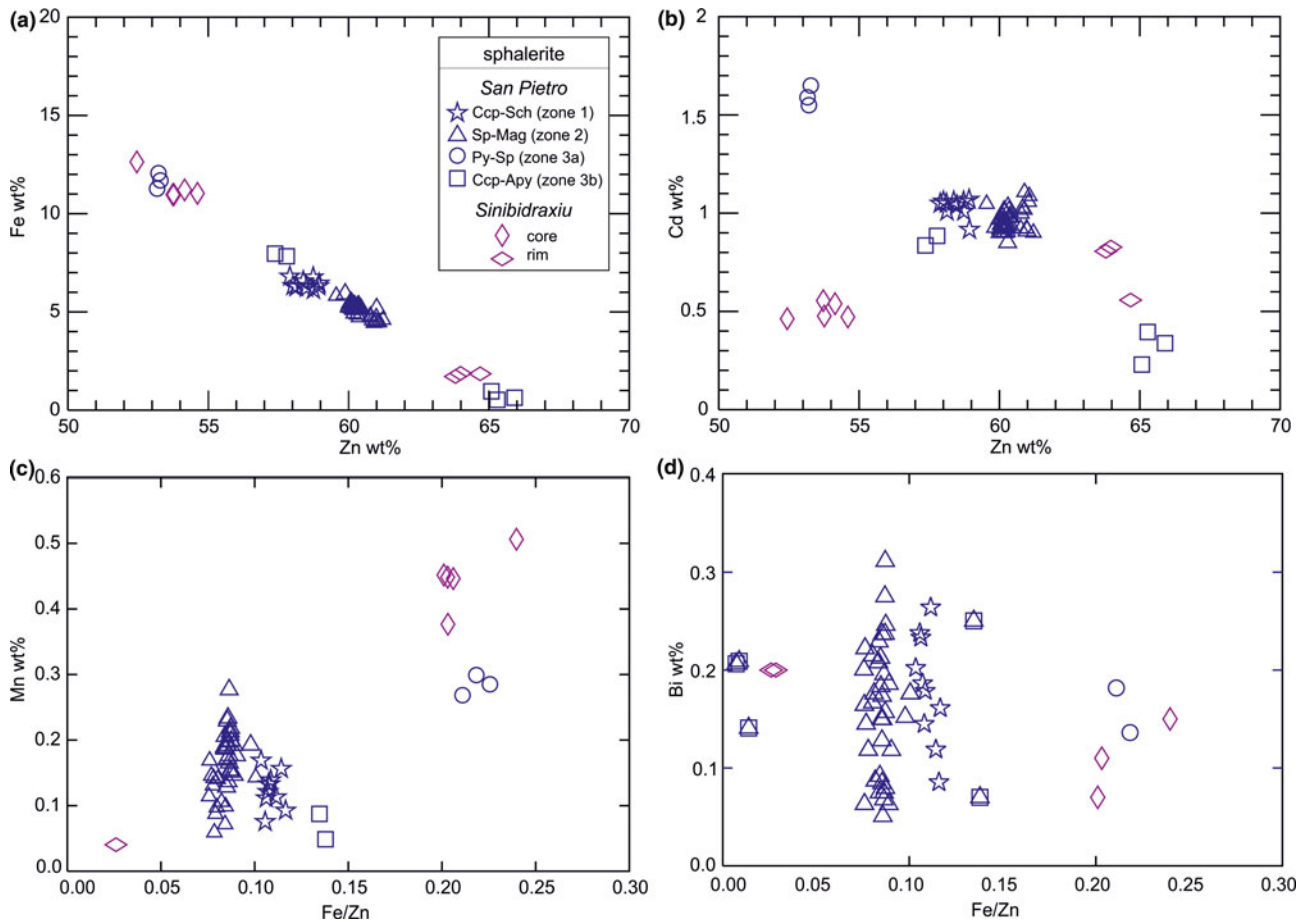 (a)
20
15
10
5
0
Fe wt%
50
55
60
65
70
Zn wt%
sphalerite
San Pietro
Ccp-Sch (zone 1)
Sp-Mag (zone 2)
Py-Sp (zone 3a)
Ccp-Apy (zone 3b)
Sinibidraxiu
core
rim
(b)
2
1.5
1
0.5
0
Cd wt%
50
55
60
65
70
Zn wt%
(c)
0.6
0.5
0.4
0.3
0.2
0.1
0.0
Mn wt%
0.00
0.05
0.10
0.15
0.20
0.25
0.30
Fe/Zn
(d)
0.4
0.3
0.2
0.1
0.0
Bi wt%
0.00
0.05
0.10
0.15
0.20
0.25
0.30
Fe/Zn